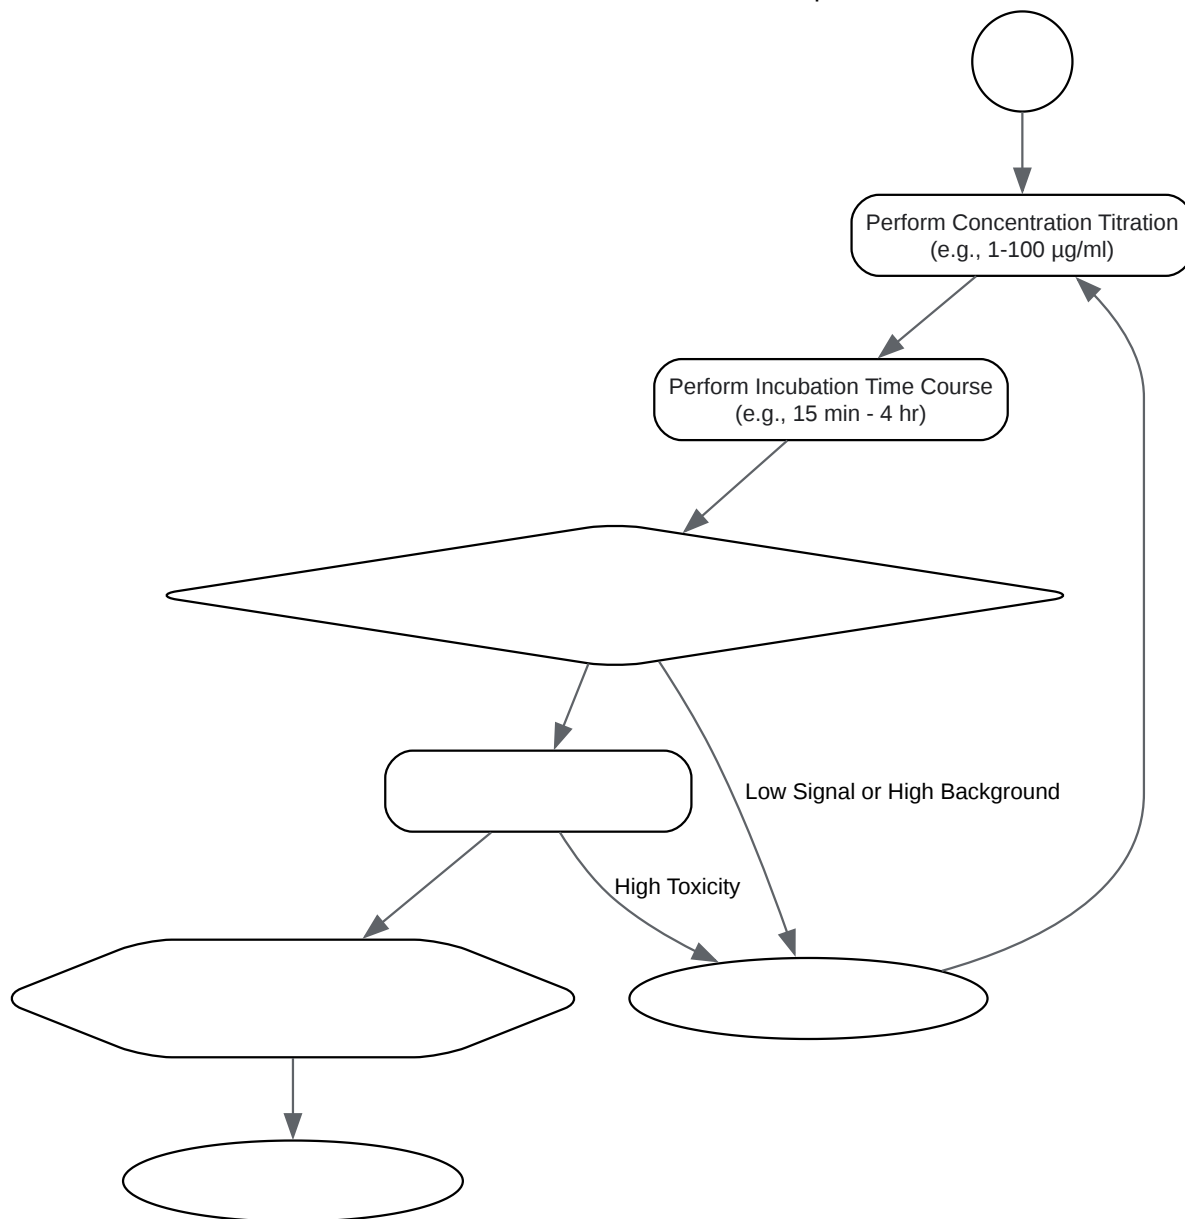 Perform Concentration Titration
(e.g., 1-100 µg/ml)
Perform Incubation Time Course
(e.g., 15 min - 4 hr)
Low Signal or High Background
High Toxicity